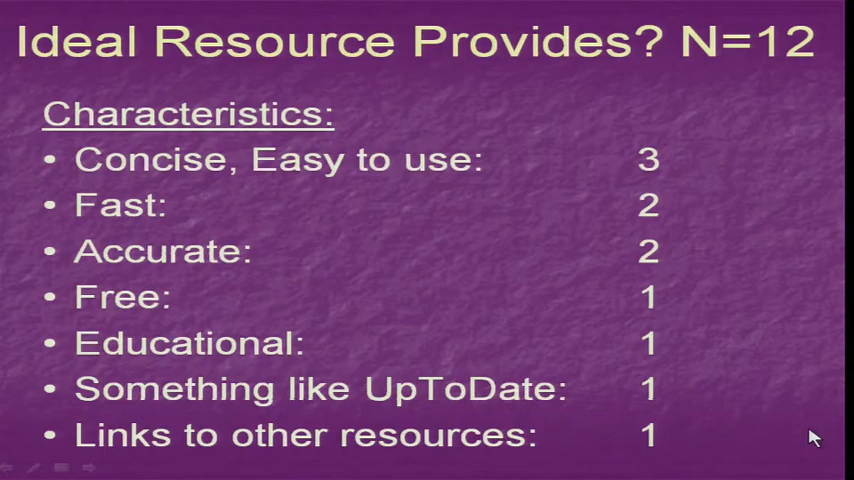 Ideal Resource Provides? N=12
Characteristics:
• Concise, Easy to use: 3
• Fast: 2
• Accurate: 2
• Free: 1
• Educational: 1
• Something like UpToDate: 1
• Links to other resources: 1